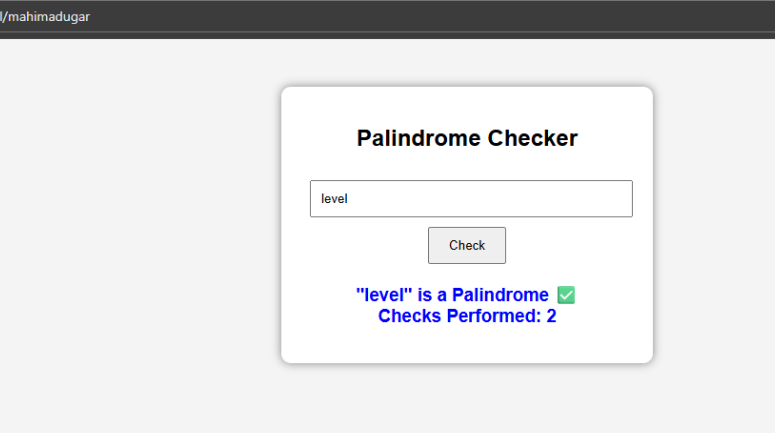 l/mahimadugar
Palindrome Checker
level
Check
"level" is a Palindrome ✅
Checks Performed: 2